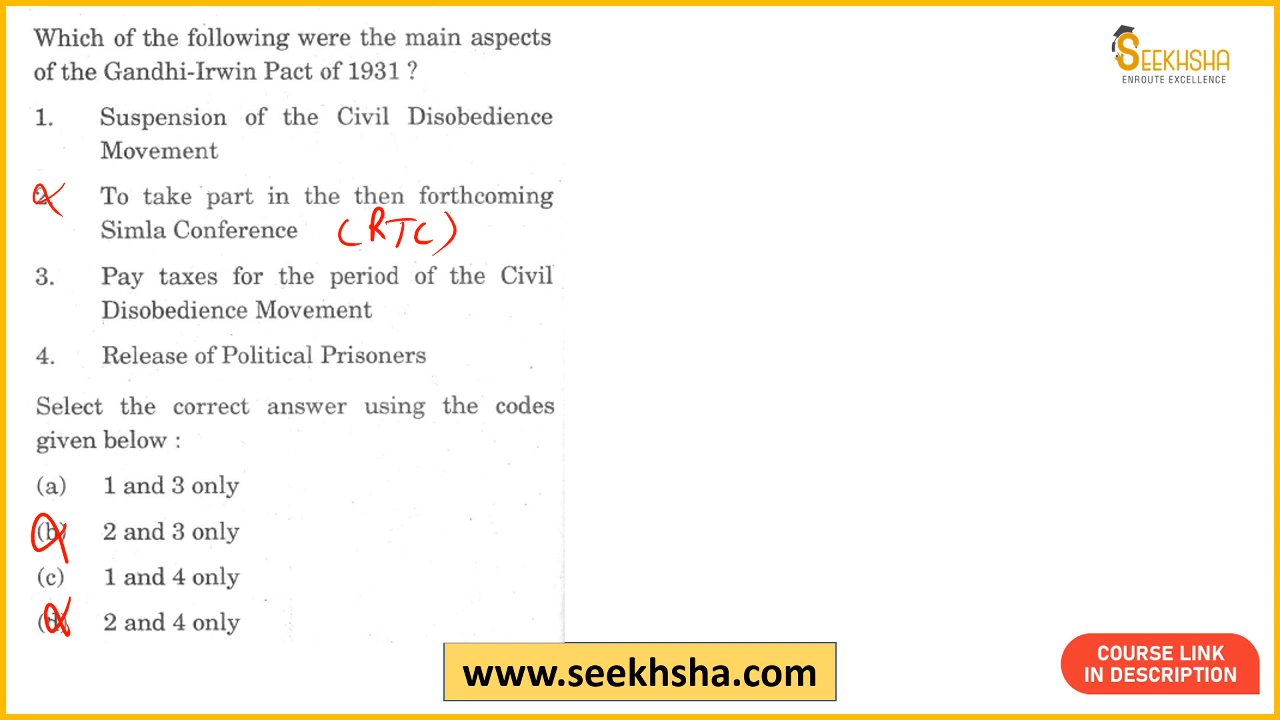 Which of the following were the main aspects
of the Gandhi-Irwin Pact of 1931 ?
1. Suspension of the Civil Disobedience
Movement
2. To take part in the then forthcoming
Simla Conference (RTC)
3. Pay taxes for the period of the Civil
Disobedience Movement
4. Release of Political Prisoners
Select the correct answer using the codes
given below :
(a) 1 and 3 only
(b) 2 and 3 only
(c) 1 and 4 only
(d) 2 and 4 only
SEEKHSHA
ENROUTE EXCELLENCE
www.seekhsha.com
COURSE LINK
IN DESCRIPTION